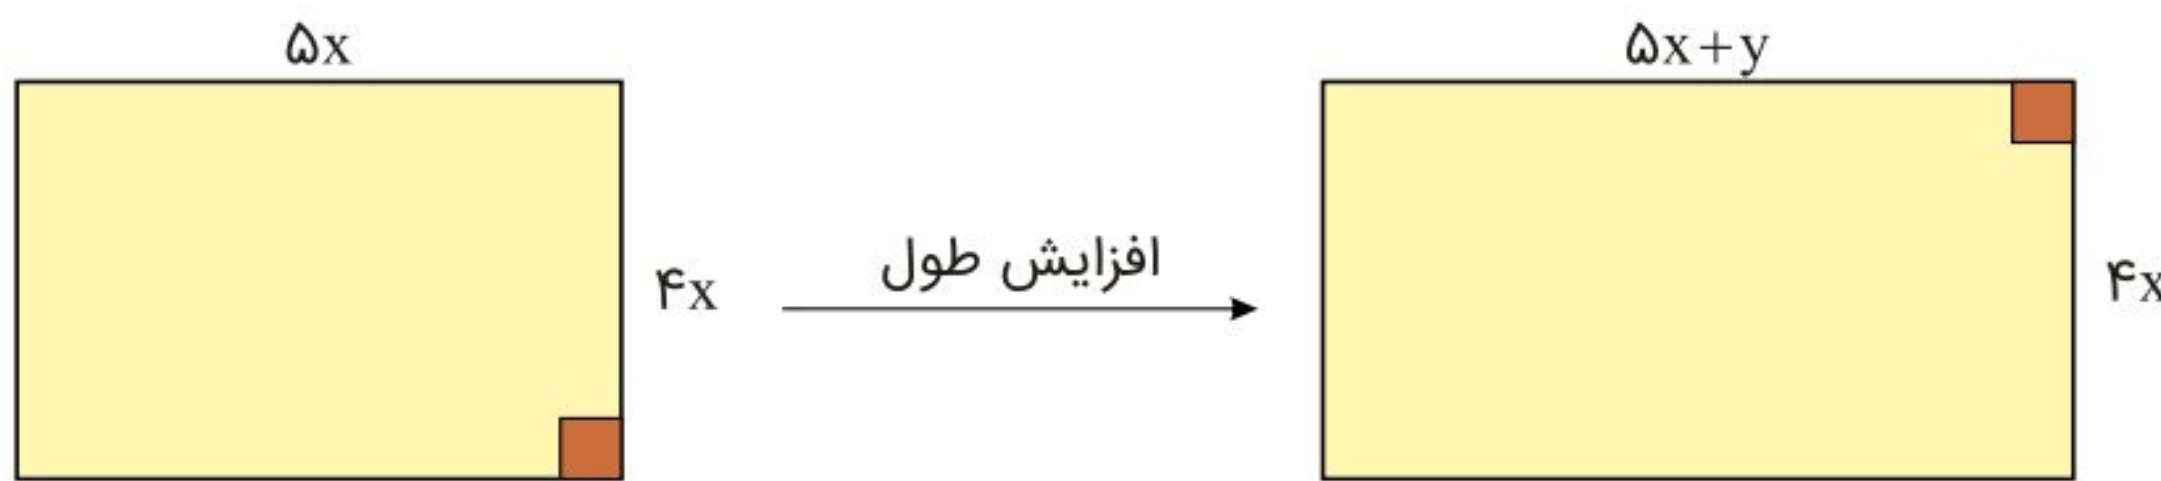 ۵x
۴x
افزایش طول
۵x+y
۴x